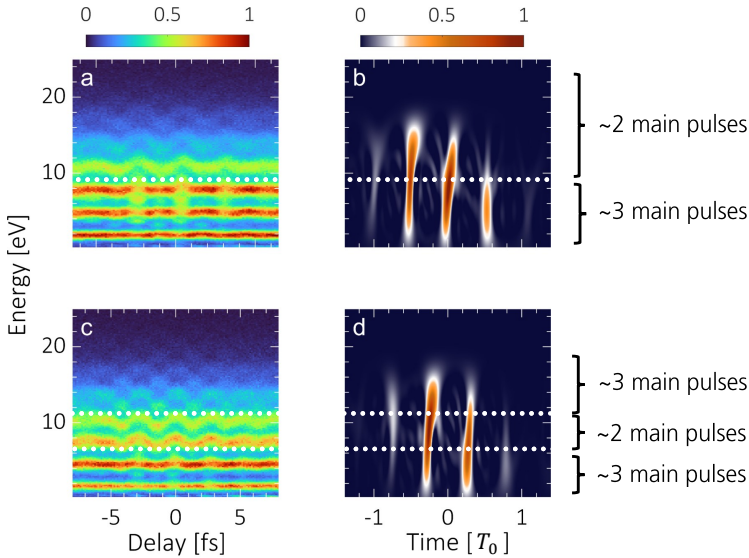 0 0.5 1 0 0.5 1
a b
20
10
~2 main pulses
~3 main pulses
Energy [eV]
c d
20
10
~3 main pulses
~2 main pulses
~3 main pulses
-5 0 5 -1 0 1
Delay [fs] Time [T₀]